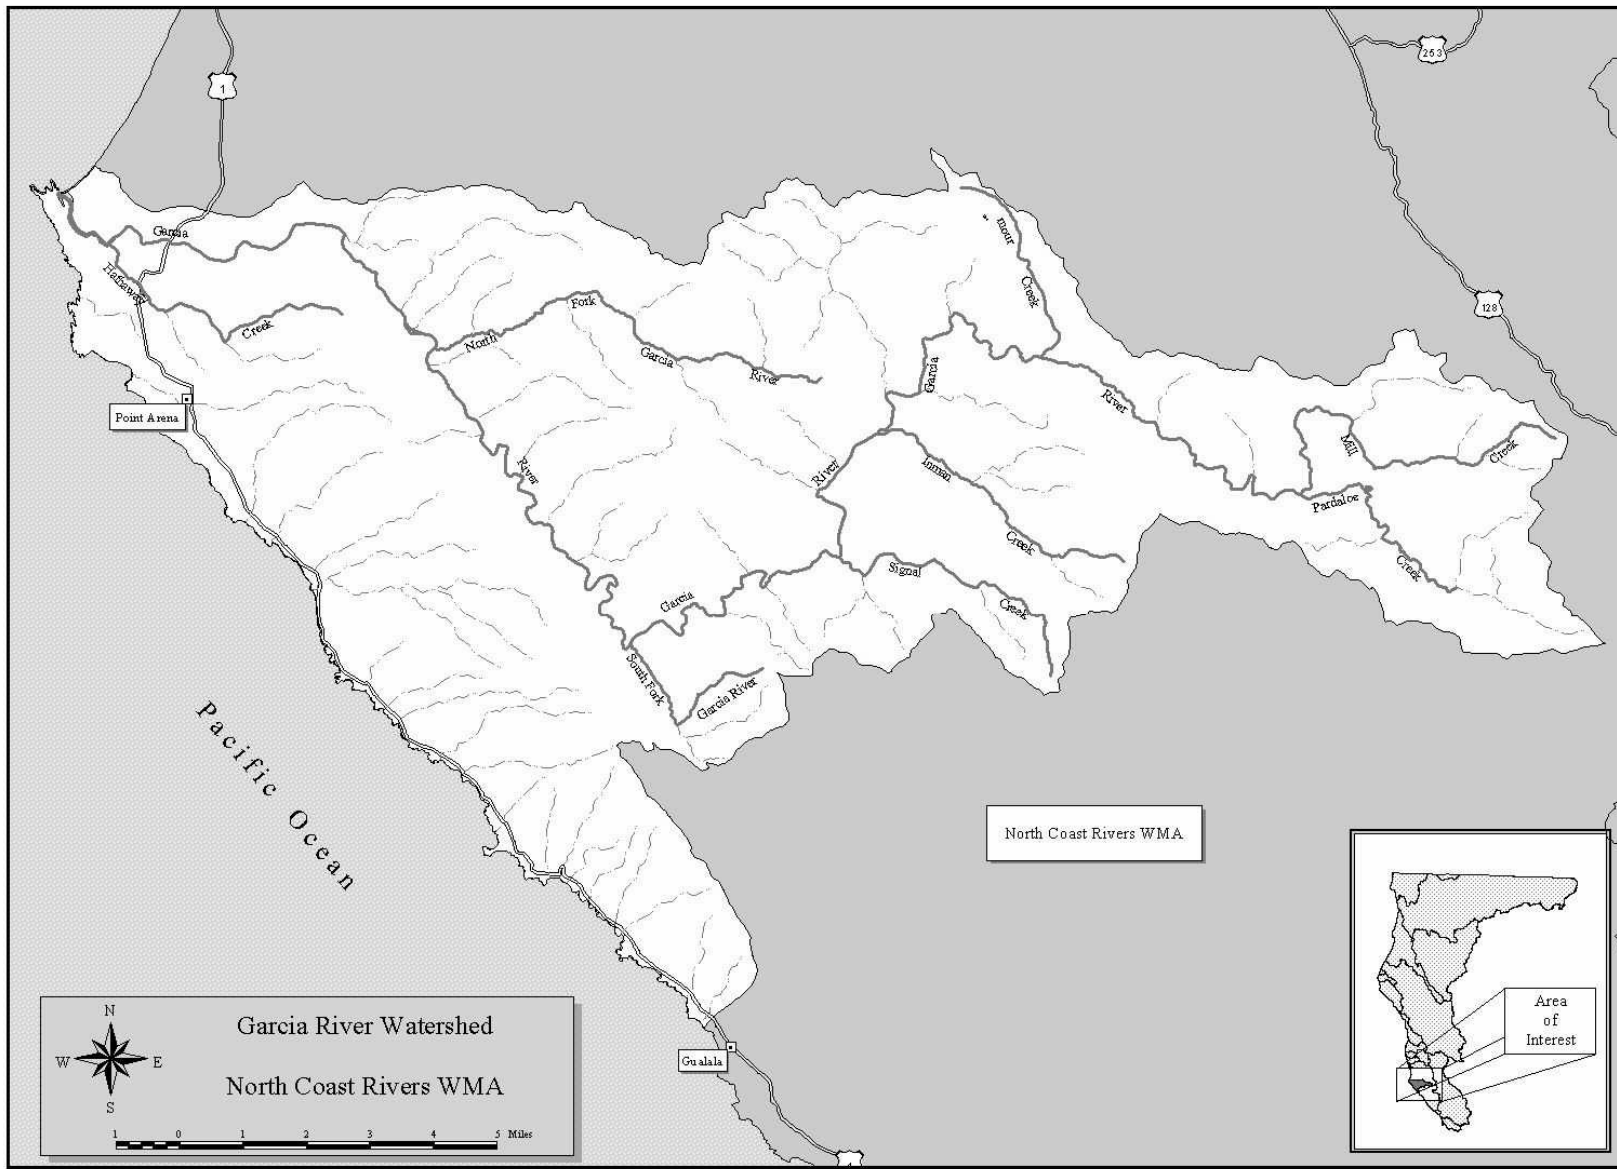 1
253
128
Garcia
Hathaway
Creek
North
Fork
Garcia
River
mour
Creek
Garcia
River
Point Arena
River
River
Inman
Creek
Mill
Creek
Pardaloe
Creek
Signal
Creek
Garcia
South Fork
Garcia River
Pacific Ocean
North Coast Rivers WMA
Gualala
Area
of
Interest
N
W E
S
Garcia River Watershed
North Coast Rivers WMA
1 0 1 2 3 4 5 Miles
1